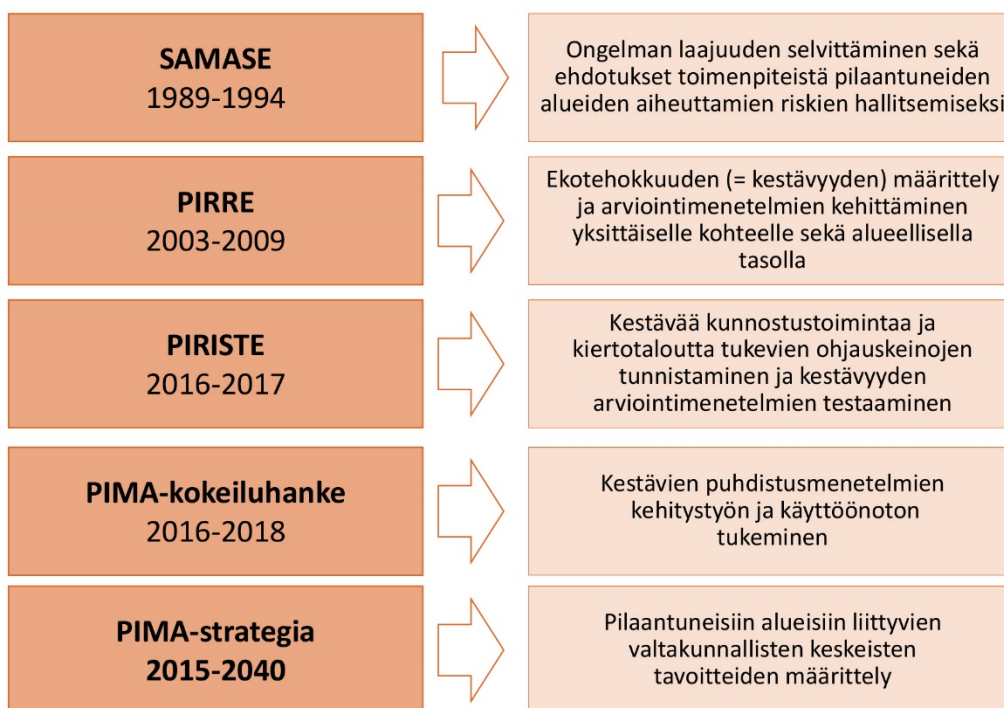 SAMASE
1989-1994
Ongelman laajuuden selvittäminen sekä
ehdotukset toimenpiteistä pilaantuneiden
alueiden aiheuttamien riskien hallitsemiseksi
PIRRE
2003-2009
Ekotehokkuuden (= kestävyyden) määrittely
ja arviointimenetelmien kehittäminen
yksittäiselle kohteelle sekä alueellisella
tasolla
PIRISTE
2016-2017
Kestävää kunnostustoimintaa ja
kiertotaloutta tukevien ohjauskeinojen
tunnistaminen ja kestävyyden
arviointimenetelmien testaaminen
PIMA-kokeiluhanke
2016-2018
Kestävien puhdistusmenetelmien
kehitystyön ja käyttöönoton
tukeminen
PIMA-strategia
2015-2040
Pilaantuneisiin alueisiin liittyvien
valtakunnallisten keskeisten
tavoitteiden määrittely